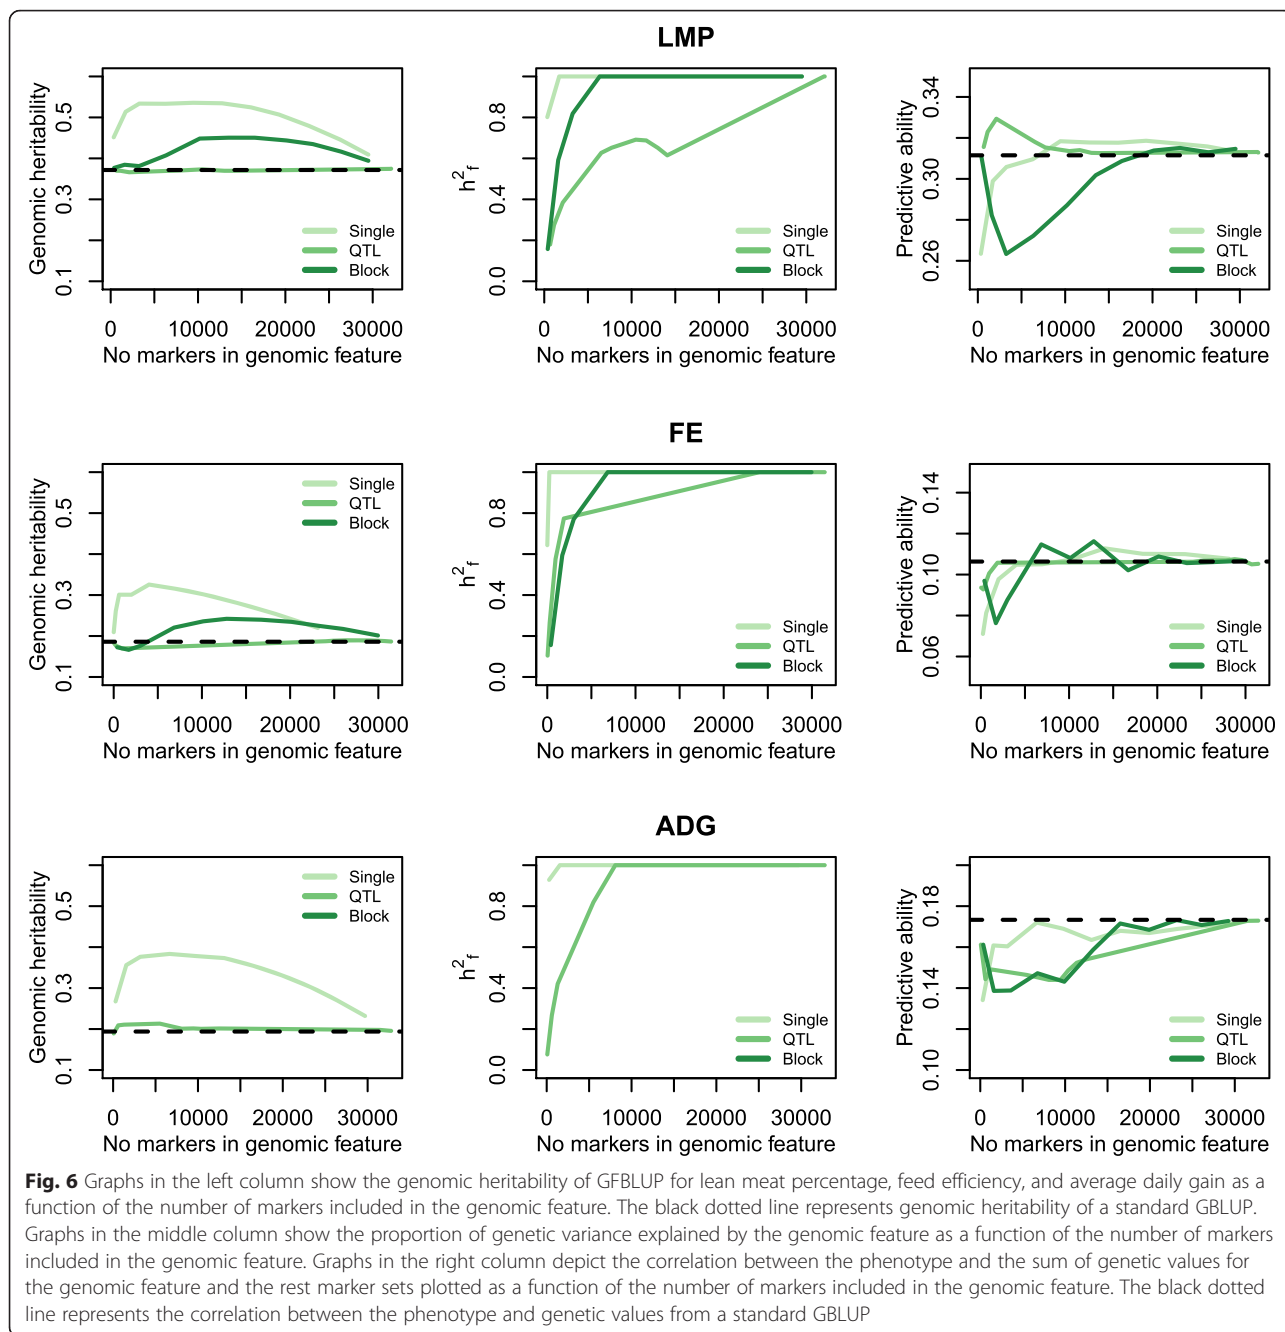 LMP
Genomic heritability
0.1 0.3 0.5
Single
QTL
Block
0 10000 20000 30000
No markers in genomic feature
h²f
0.0 0.4 0.8
0 10000 20000 30000
No markers in genomic feature
Predictive ability
0.26 0.30 0.34
Single
QTL
Block
0 10000 20000 30000
No markers in genomic feature
FE
Genomic heritability
0.1 0.3 0.5
Single
QTL
Block
0 10000 20000 30000
No markers in genomic feature
h²f
0.0 0.4 0.8
Single
QTL
Block
0 10000 20000 30000
No markers in genomic feature
Predictive ability
0.06 0.10 0.14
Single
QTL
Block
0 10000 20000 30000
No markers in genomic feature
ADG
Genomic heritability
0.1 0.3 0.5
Single
QTL
Block
0 10000 20000 30000
No markers in genomic feature
h²f
0.0 0.4 0.8
Single
QTL
Block
0 10000 20000 30000
No markers in genomic feature
Predictive ability
0.10 0.14 0.18
Single
QTL
Block
0 10000 20000 30000
No markers in genomic feature
Fig. 6 Graphs in the left column show the genomic heritability of GFBLUP for lean meat percentage, feed efficiency, and average daily gain as a
function of the number of markers included in the genomic feature. The black dotted line represents genomic heritability of a standard GBLUP.
Graphs in the middle column show the proportion of genetic variance explained by the genomic feature as a function of the number of markers
included in the genomic feature. Graphs in the right column depict the correlation between the phenotype and the sum of genetic values for
the genomic feature and the rest marker sets plotted as a function of the number of markers included in the genomic feature. The black dotted
line represents the correlation between the phenotype and genetic values from a standard GBLUP